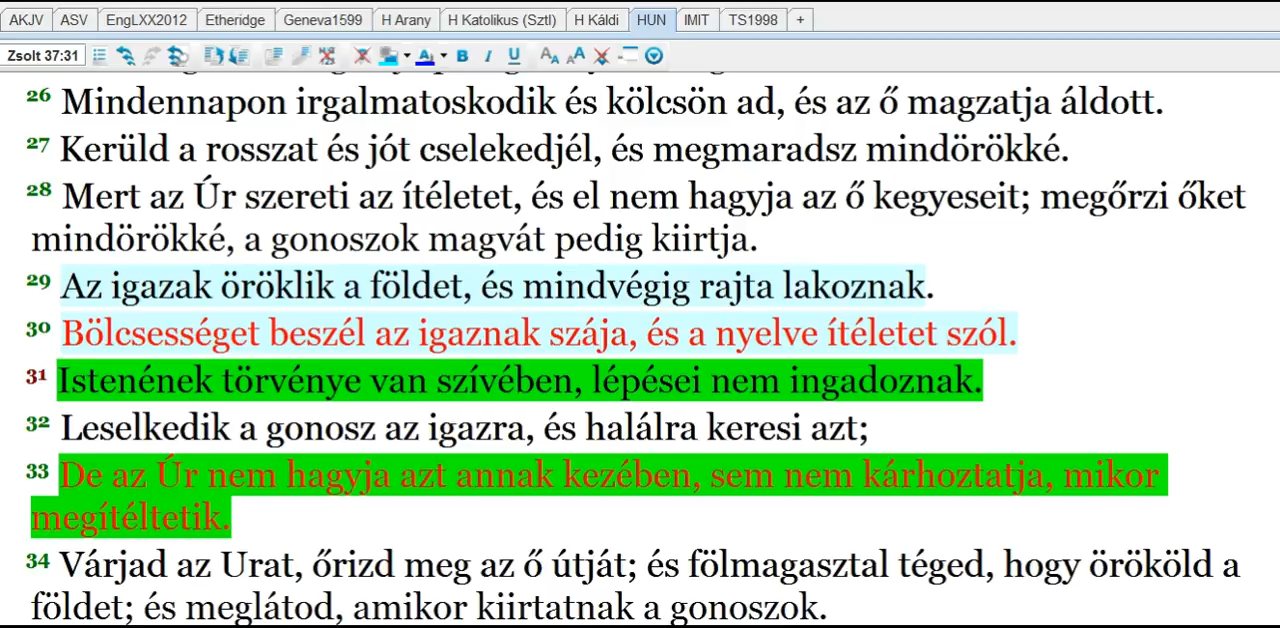 AKJV ASV EngLXX2012 Etheridge Geneva1599 H Arany H Katolikus (Sztl) H Káldi HUN IMIT TS1998 +
Zsolt 37:31
26 Mindennapon irgalmatoskodik és kölcsön ad, és az ő magzatja áldott.
27 Kerüld a rosszat és jót cselekedjél, és megmaradsz mindörökké.
28 Mert az Úr szereti az ítéletet, és el nem hagyja az ő kegyeseit; megőrzi őket
mindörökké, a gonoszok magvát pedig kiirtja.
29 Az igazak öröklik a földet, és mindvégig rajta lakoznak.
30 Bölcsességet beszél az igaznak szája, és a nyelve ítéletet szól.
31 Istenének törvénye van szívében, lépései nem ingadoznak.
32 Leselkedik a gonosz az igazra, és halálra keresi azt;
33 De az Úr nem hagyja azt annak kezében, sem nem kárhoztatja, mikor
megítéltetik.
34 Várjad az Urat, őrizd meg az ő útját; és fölmagasztal téged, hogy örököld a
földet; és meglátod, amikor kiirtatnak a gonoszok.